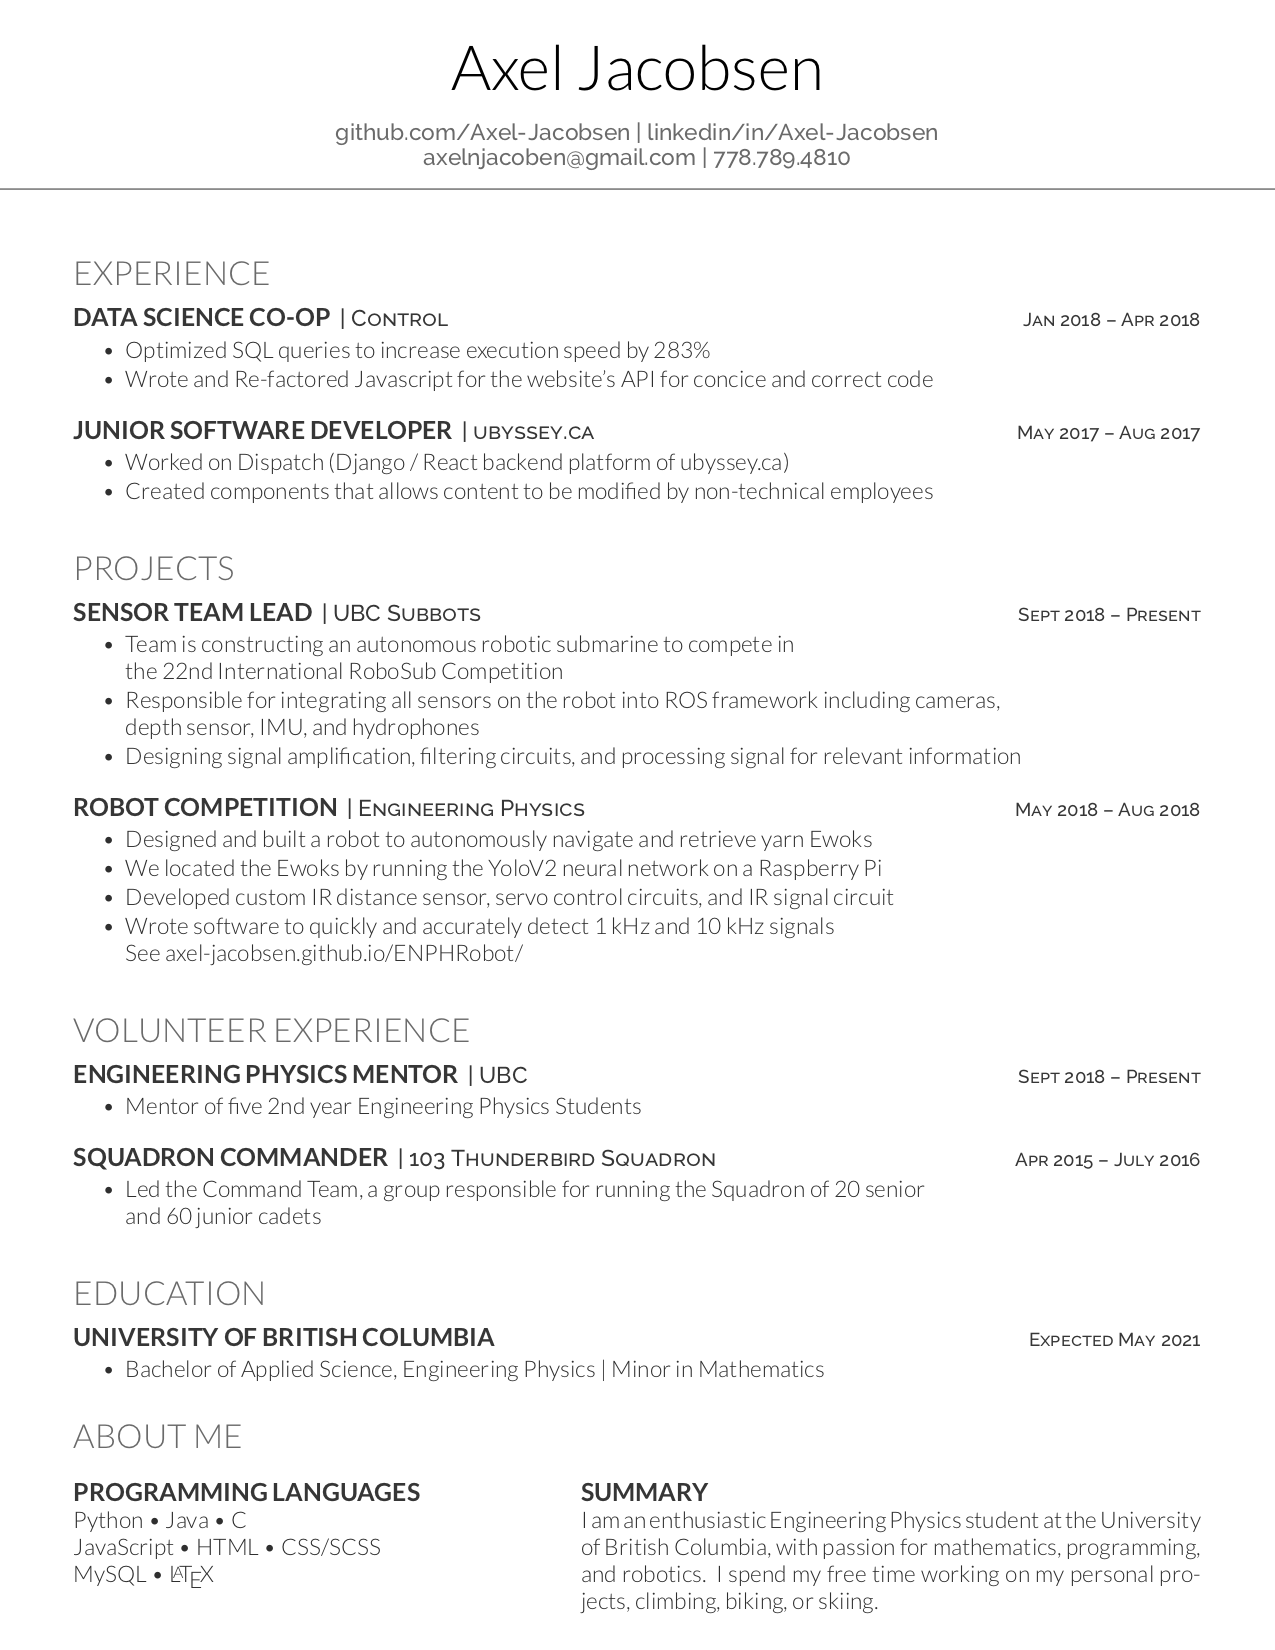 Axel Jacobsen
github.com/Axel-Jacobsen | linkedin/in/Axel-Jacobsen
axelnjacoben@gmail.com | 778.789.4810
EXPERIENCE
DATA SCIENCE CO-OP | Control Jan 2018 – Apr 2018
• Optimized SQL queries to increase execution speed by 283%
• Wrote and Re-factored Javascript for the website’s API for concice and correct code
JUNIOR SOFTWARE DEVELOPER | ubyssey.ca May 2017 – Aug 2017
• Worked on Dispatch (Django / React backend platform of ubyssey.ca)
• Created components that allows content to be modified by non-technical employees
PROJECTS
SENSOR TEAM LEAD | UBC Subbots Sept 2018 – Present
• Team is constructing an autonomous robotic submarine to compete in
the 22nd International RoboSub Competition
• Responsible for integrating all sensors on the robot into ROS framework including cameras,
depth sensor, IMU, and hydrophones
• Designing signal amplification, filtering circuits, and processing signal for relevant information
ROBOT COMPETITION | Engineering Physics May 2018 – Aug 2018
• Designed and built a robot to autonomously navigate and retrieve yarn Ewoks
• We located the Ewoks by running the YoloV2 neural network on a Raspberry Pi
• Developed custom IR distance sensor, servo control circuits, and IR signal circuit
• Wrote software to quickly and accurately detect 1 kHz and 10 kHz signals
See axel-jacobsen.github.io/ENPHRobot/
VOLUNTEER EXPERIENCE
ENGINEERING PHYSICS MENTOR | UBC Sept 2018 – Present
• Mentor of five 2nd year Engineering Physics Students
SQUADRON COMMANDER | 103 Thunderbird Squadron Apr 2015 – July 2016
• Led the Command Team, a group responsible for running the Squadron of 20 senior
and 60 junior cadets
EDUCATION
UNIVERSITY OF BRITISH COLUMBIA Expected May 2021
• Bachelor of Applied Science, Engineering Physics | Minor in Mathematics
ABOUT ME
PROGRAMMING LANGUAGES
Python • Java • C
JavaScript • HTML • CSS/SCSS
MySQL • LATEX
SUMMARY
I am an enthusiastic Engineering Physics student at the University
of British Columbia, with passion for mathematics, programming,
and robotics. I spend my free time working on my personal pro-
jects, climbing, biking, or skiing.